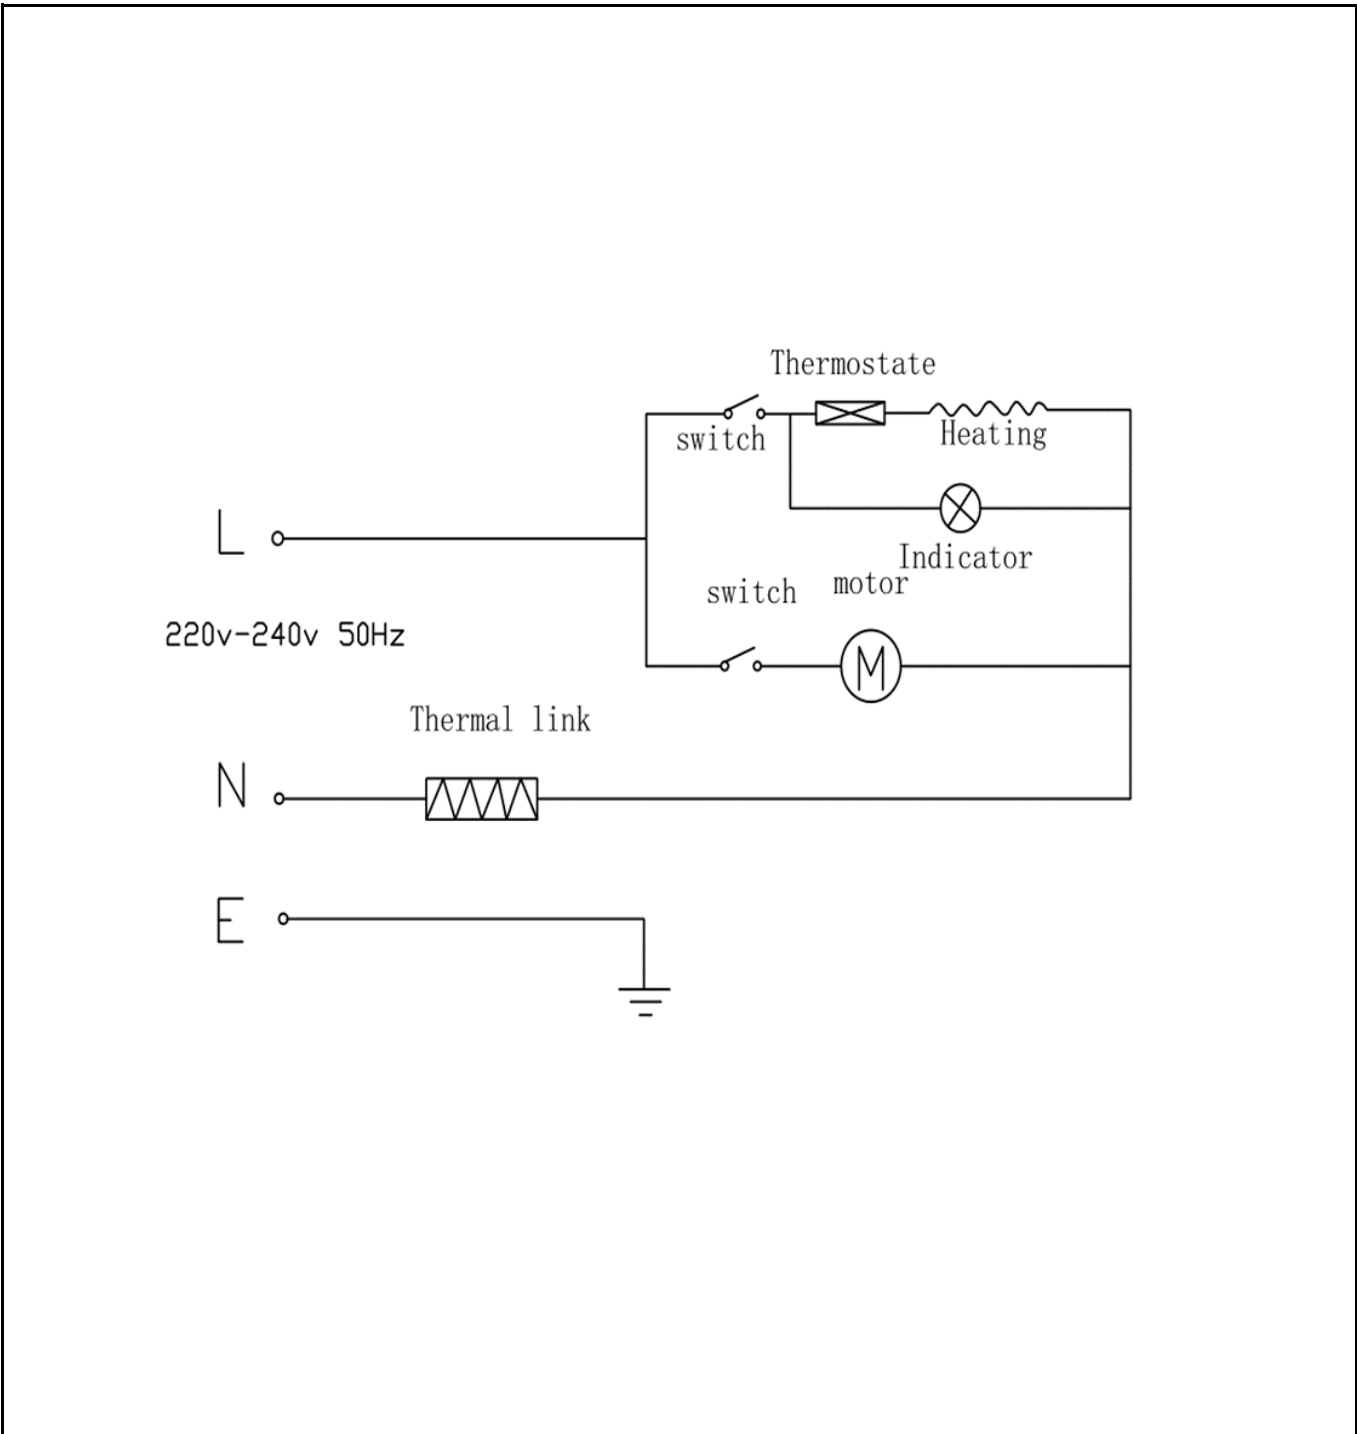 Thermostate
switch
Heating
L
Indicator
switch
motor
220v-240v 50Hz
M
Thermal link
N
E